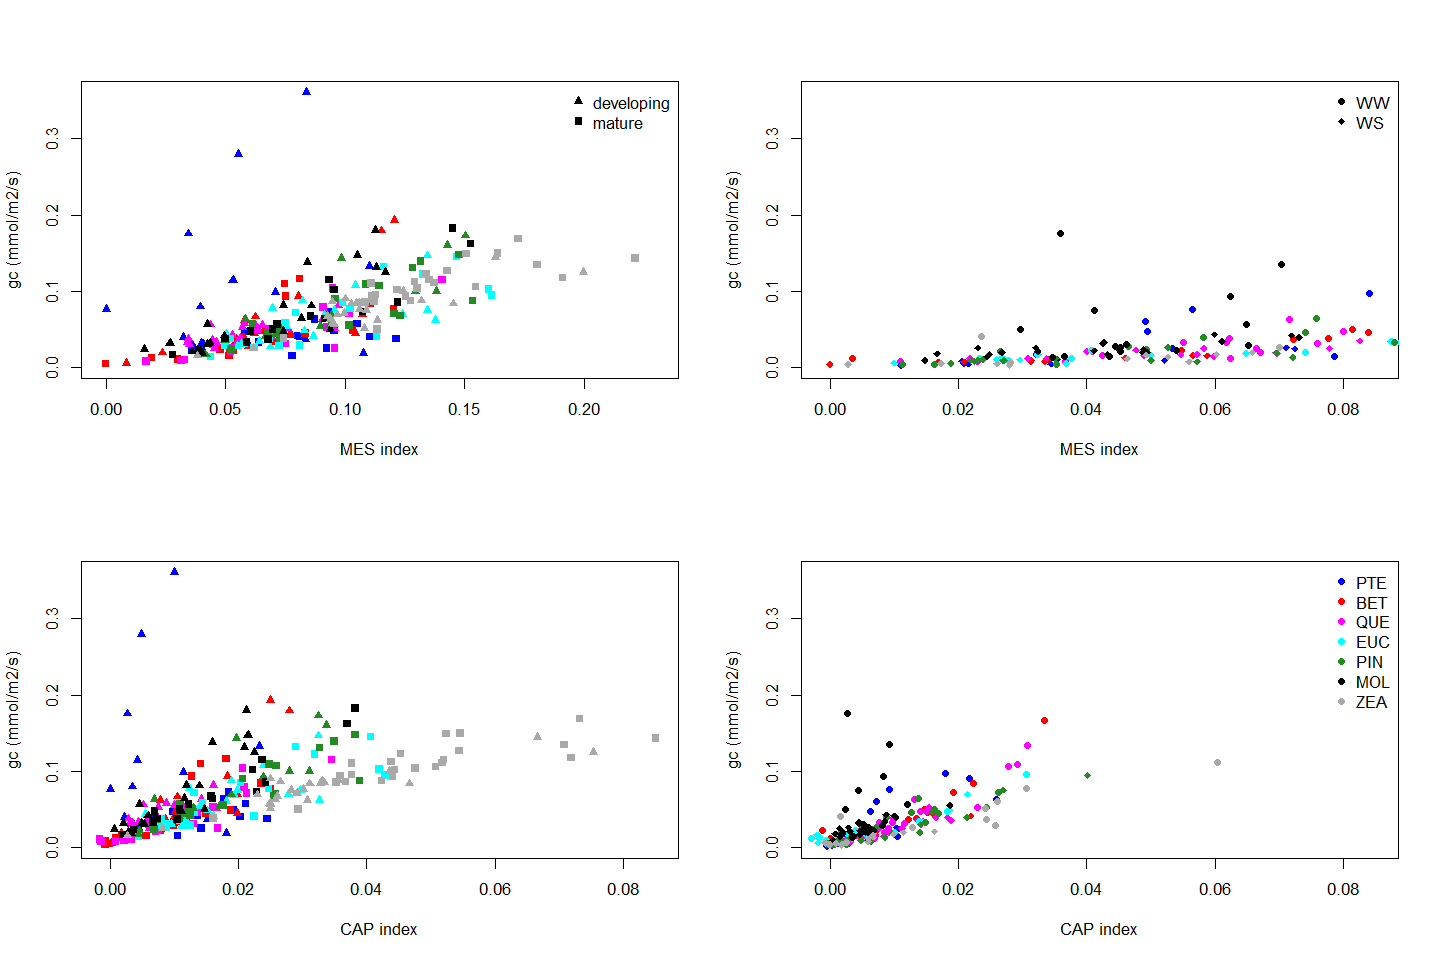 developing
mature
0.0 0.1 0.2 0.3
gc (mmol/m2/s)
0.00 0.05 0.10 0.15 0.20
MES index
WW
WS
0.0 0.1 0.2 0.3
gc (mmol/m2/s)
0.00 0.02 0.04 0.06 0.08
MES index
0.0 0.1 0.2 0.3
gc (mmol/m2/s)
0.00 0.02 0.04 0.06 0.08
CAP index
PTE
BET
QUE
EUC
PIN
MOL
ZEA
0.0 0.1 0.2 0.3
gc (mmol/m2/s)
0.00 0.02 0.04 0.06 0.08
CAP index